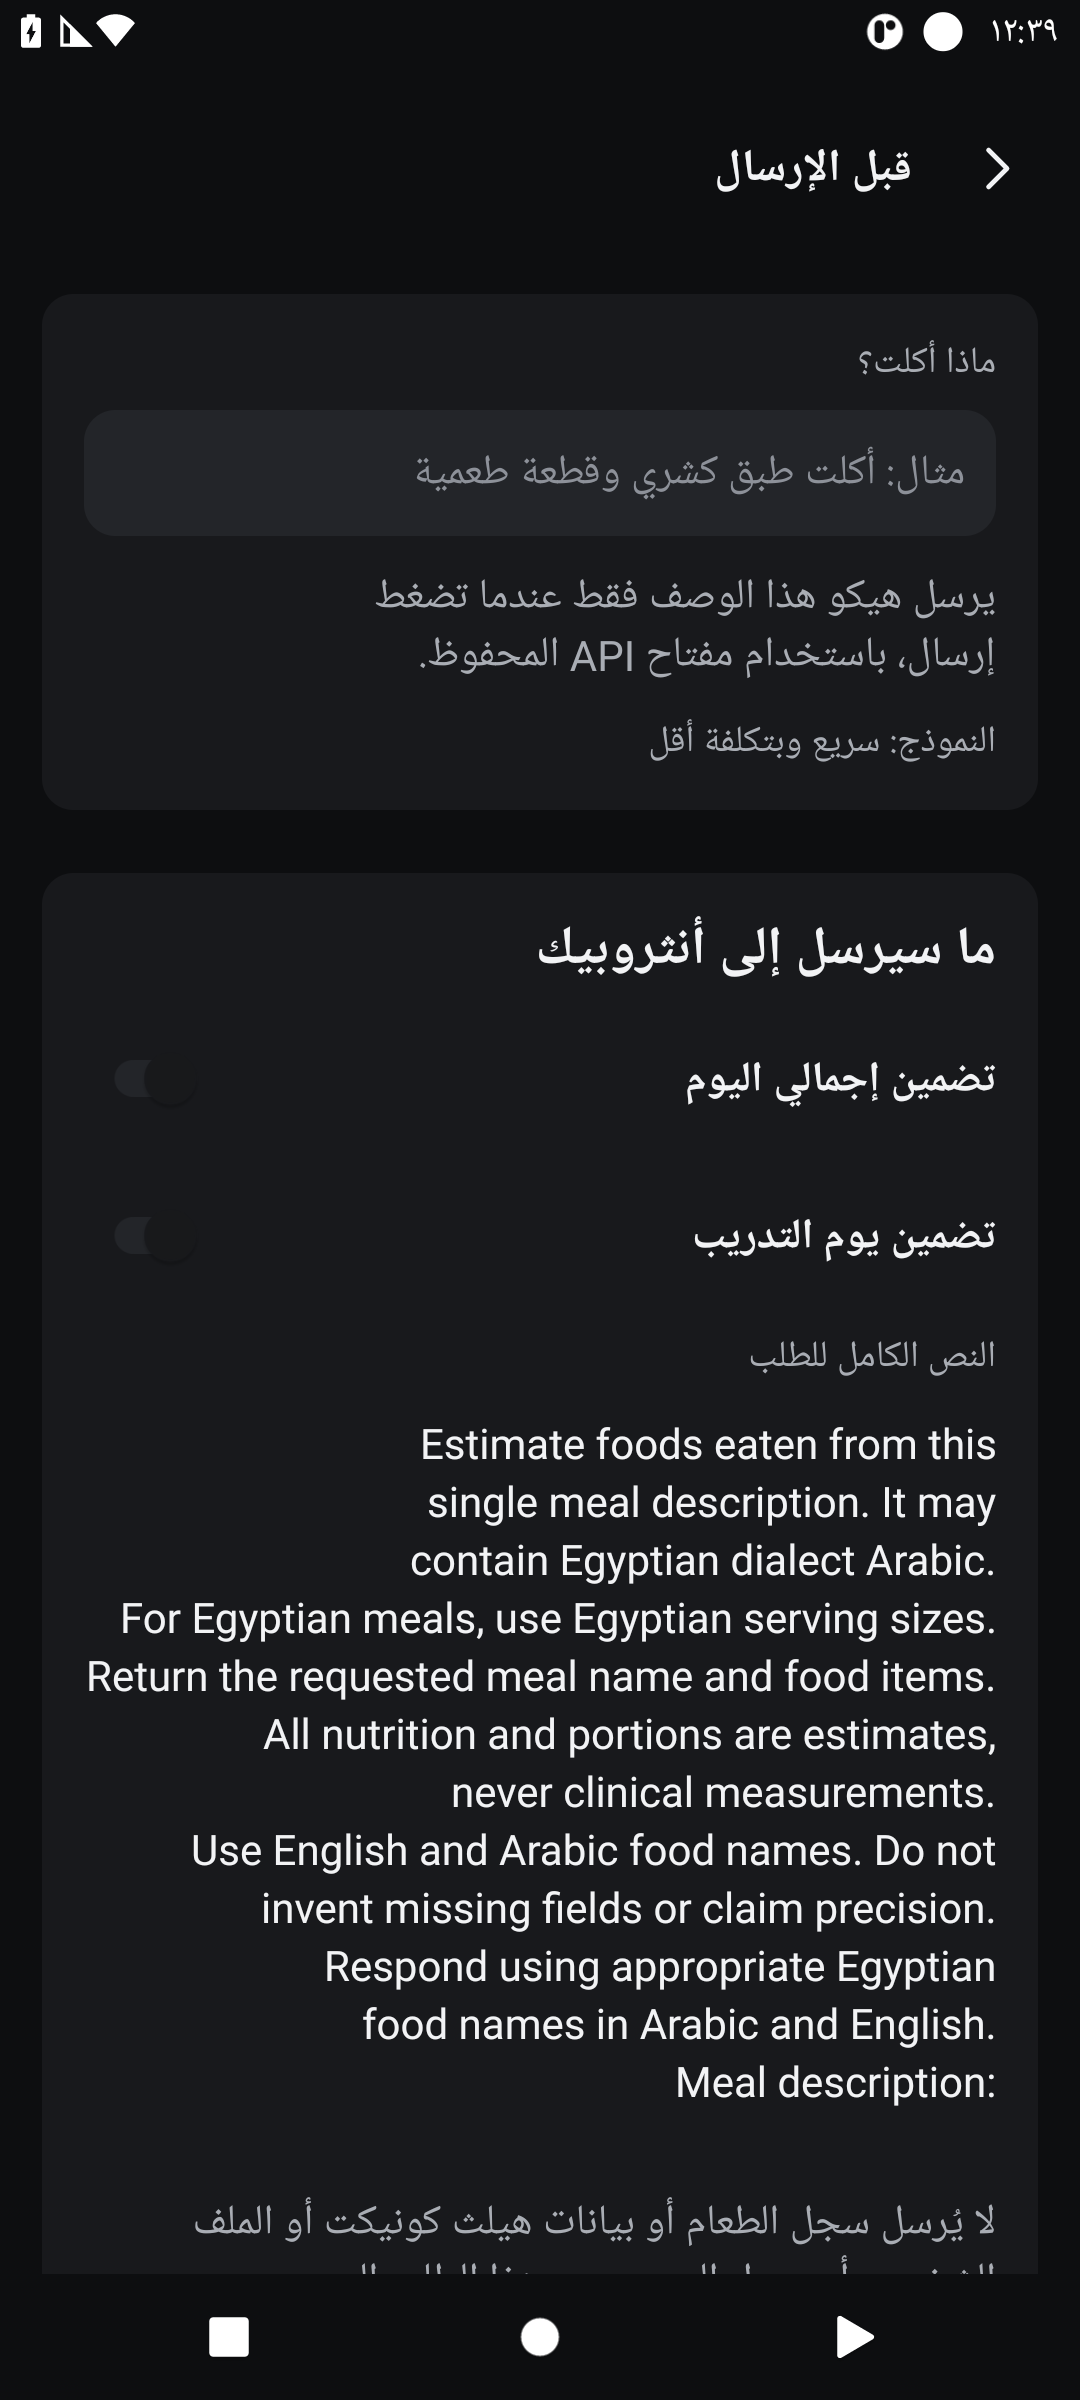 ١٢:٣٩
قبل الإرسال
ماذا أكلت؟
مثال: أكلت طبق كشري وقطعة طعمية
يرسل هيكو هذا الوصف فقط عندما تضغط
إرسال، باستخدام مفتاح API المحفوظ.
النموذج: سريع وبتكلفة أقل
ما سيرسل إلى أنثروبيك
تضمين إجمالي اليوم
تضمين يوم التدريب
النص الكامل للطلب
Estimate foods eaten from this
single meal description. It may
contain Egyptian dialect Arabic.
For Egyptian meals, use Egyptian serving sizes.
Return the requested meal name and food items.
All nutrition and portions are estimates,
never clinical measurements.
Use English and Arabic food names. Do not
invent missing fields or claim precision.
Respond using appropriate Egyptian
food names in Arabic and English.
Meal description:
لا يُرسل سجل الطعام أو بيانات هيلث كونيكت أو الملف